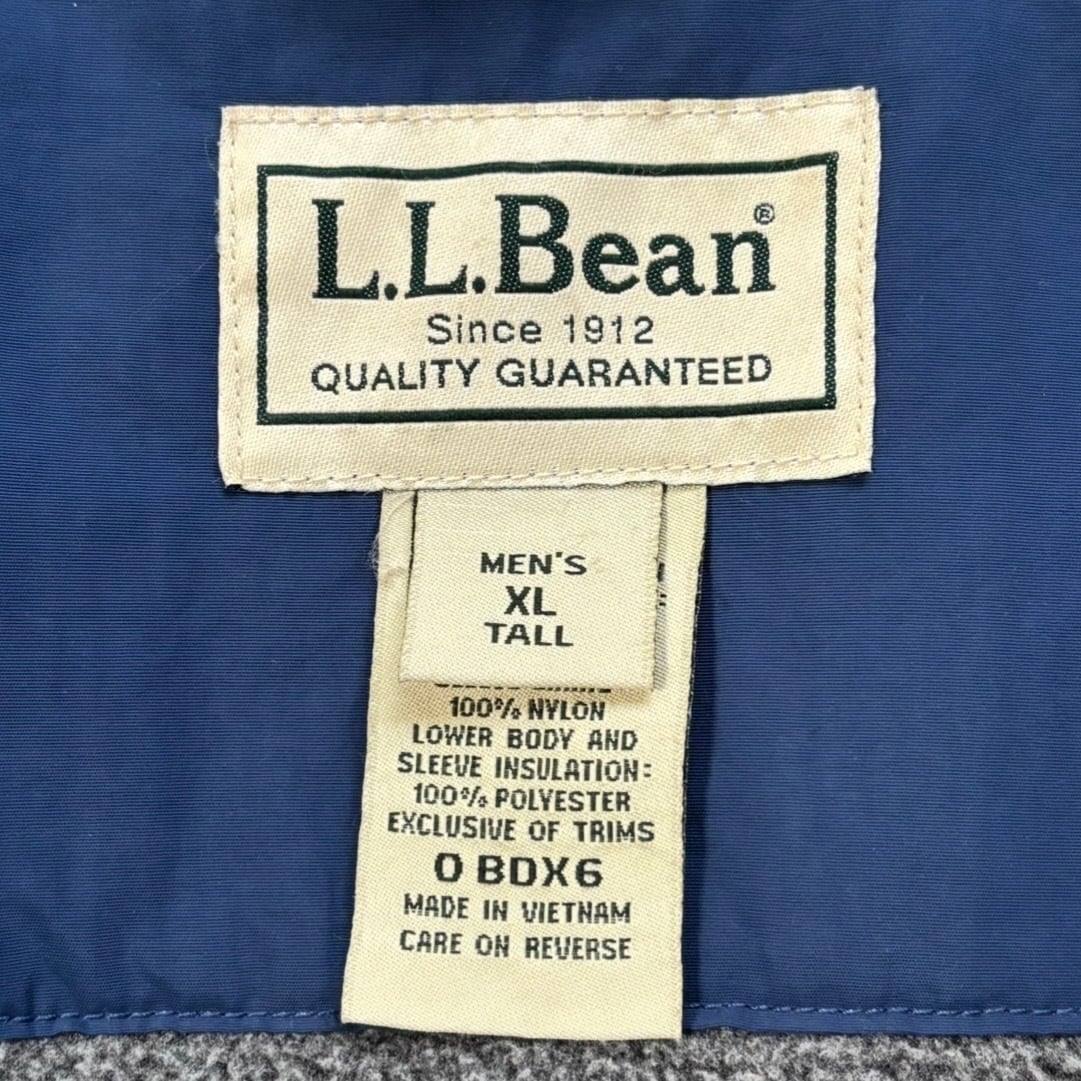 L.L.Bean®
Since 1912
QUALITY GUARANTEED
MEN'S
XL
TALL
100% NYLON
LOWER BODY AND
SLEEVE INSULATION:
100% POLYESTER
EXCLUSIVE OF TRIMS
0 BDX6
MADE IN VIETNAM
CARE ON REVERSE